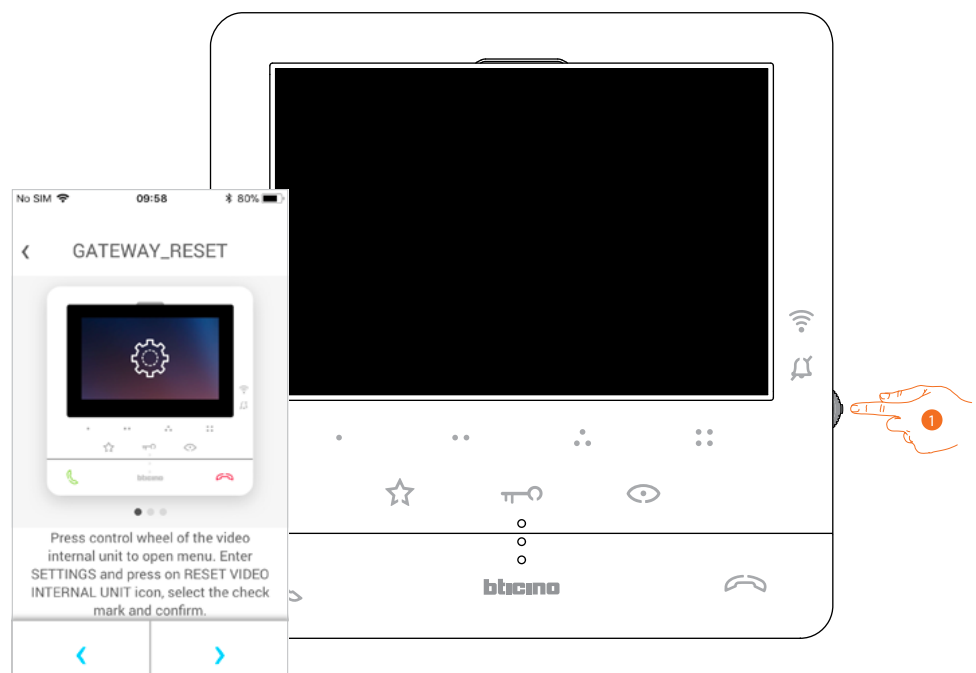 No SIM 09:58 80%
GATEWAY_RESET
bticino
Press control wheel of the video
internal unit to open menu. Enter
SETTINGS and press on RESET VIDEO
INTERNAL UNIT icon, select the check
mark and confirm.
bticino
1